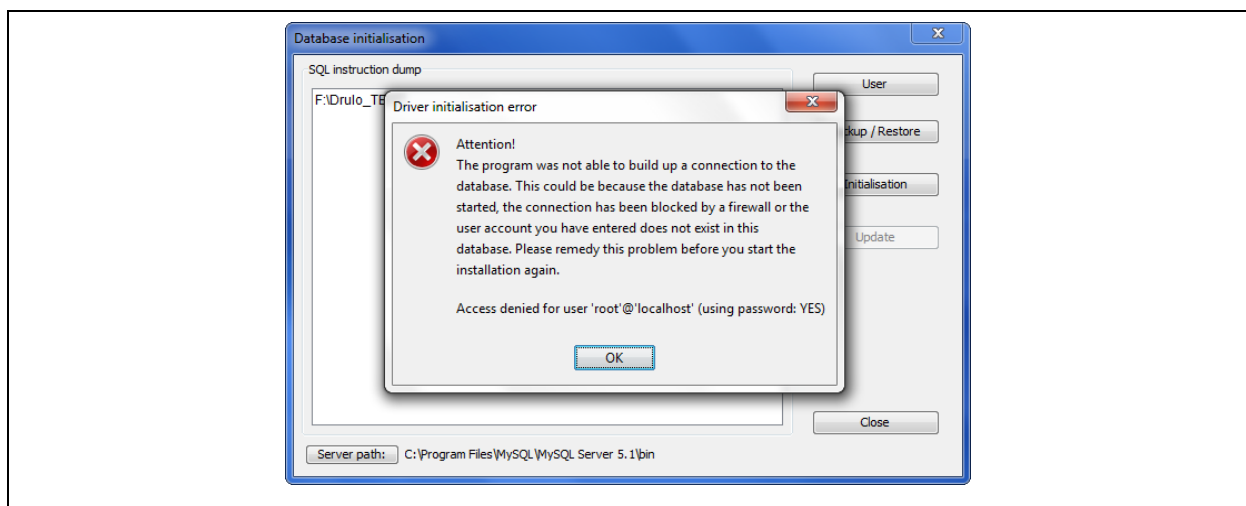 Database initialisation
SQL instruction dump
F:\Drulo_TE
User
Driver initialisation error
Attention!
The program was not able to build up a connection to the
database. This could be because the database has not been
started, the connection has been blocked by a firewall or the
user account you have entered does not exist in this
database. Please remedy this problem before you start the
installation again.
Access denied for user 'root'@'localhost' (using password: YES)
OK
ckup / Restore
Initialisation
Update
Close
Server path: C:\Program Files\MySQL\MySQL Server 5.1\bin